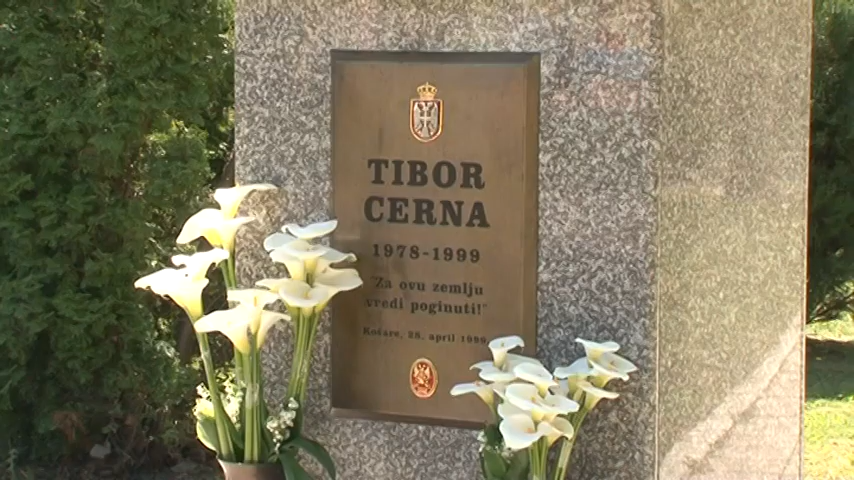 TIBOR
CERNA
1978-1999
"Za ovu zemlju
vredi poginuti!"
Košare, 28. april 1999.